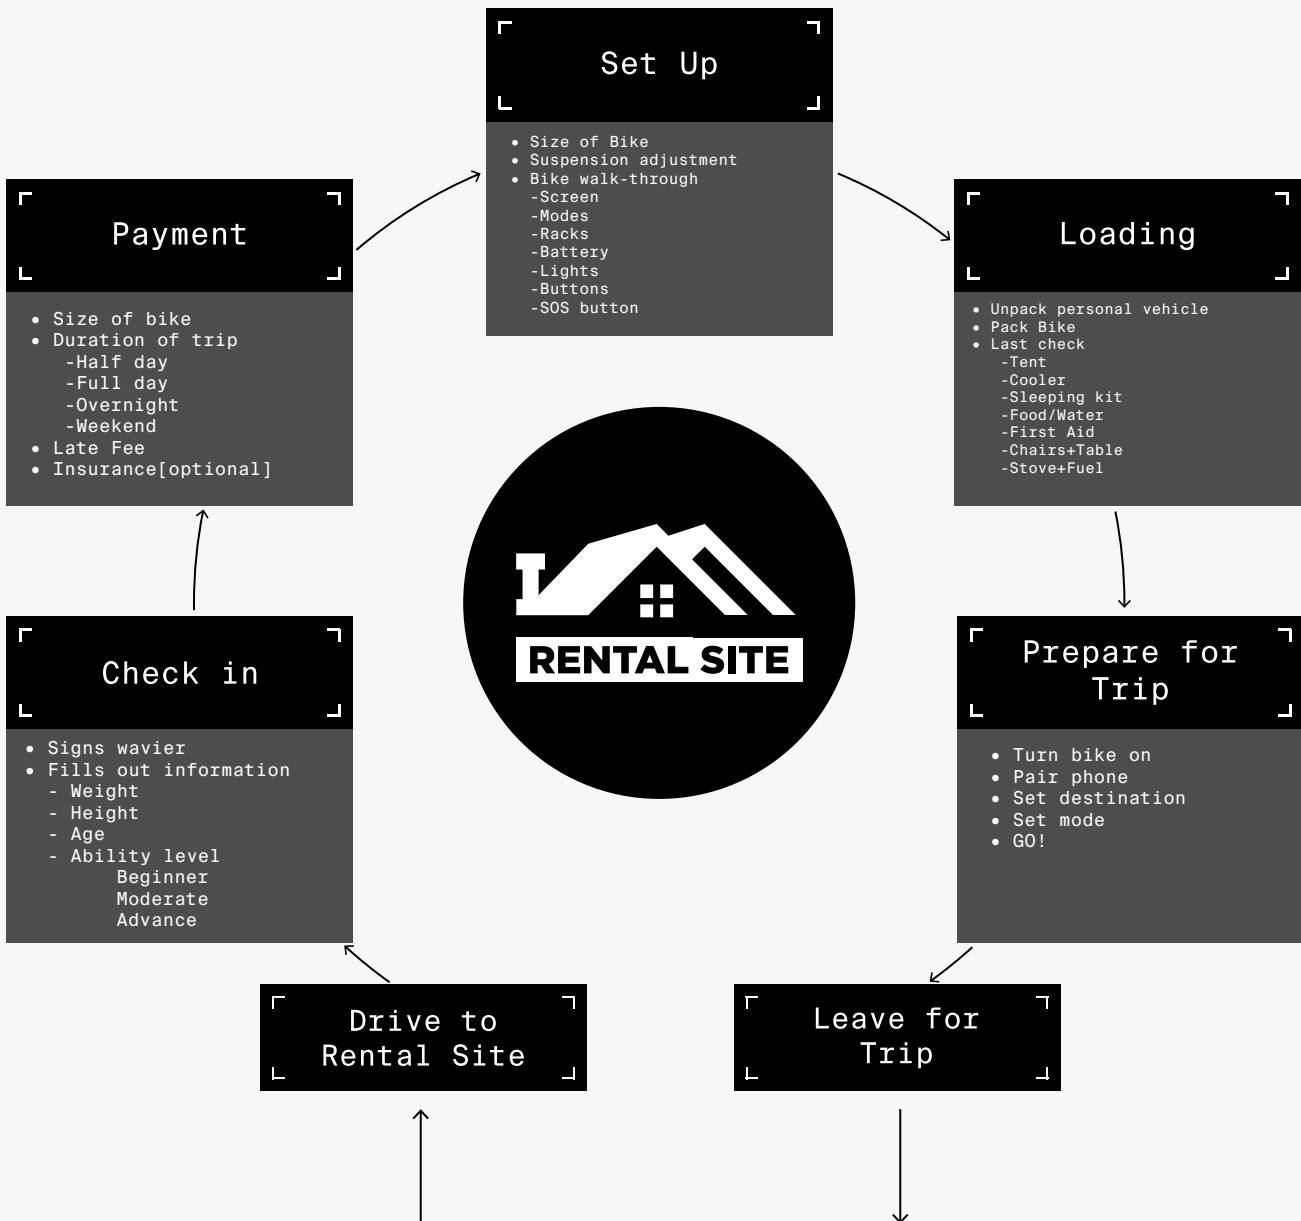 Set Up
• Size of Bike
• Suspension adjustment
• Bike walk-through
-Screen
-Modes
-Racks
-Battery
-Lights
-Buttons
-SOS button
Payment
• Size of bike
• Duration of trip
-Half day
-Full day
-Overnight
-Weekend
• Late Fee
• Insurance[optional]
Loading
• Unpack personal vehicle
• Pack Bike
• Last check
-Tent
-Cooler
-Sleeping kit
-Food/Water
-First Aid
-Chairs+Table
-Stove+Fuel
RENTAL SITE
Check in
• Signs wavier
• Fills out information
- Weight
- Height
- Age
- Ability level
Beginner
Moderate
Advance
Prepare for
Trip
• Turn bike on
• Pair phone
• Set destination
• Set mode
• GO!
Drive to
Rental Site
Leave for
Trip